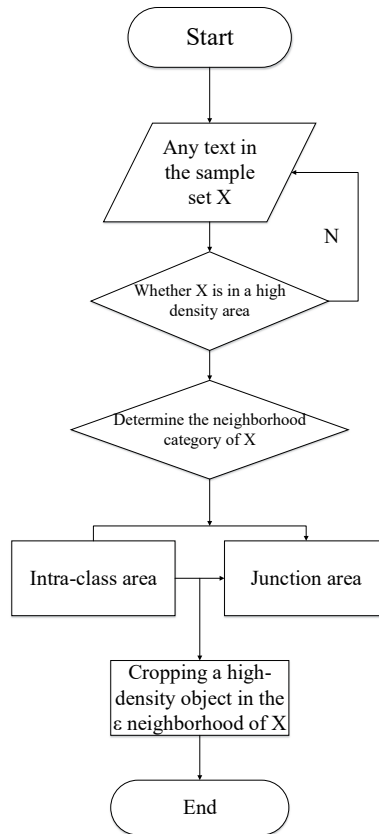 Start
Any text in
the sample
set X
N
Whether X is in a high
density area
Determine the neighborhood
category of X
Intra-class area
Junction area
Cropping a high-
density object in the
ε neighborhood of X
End